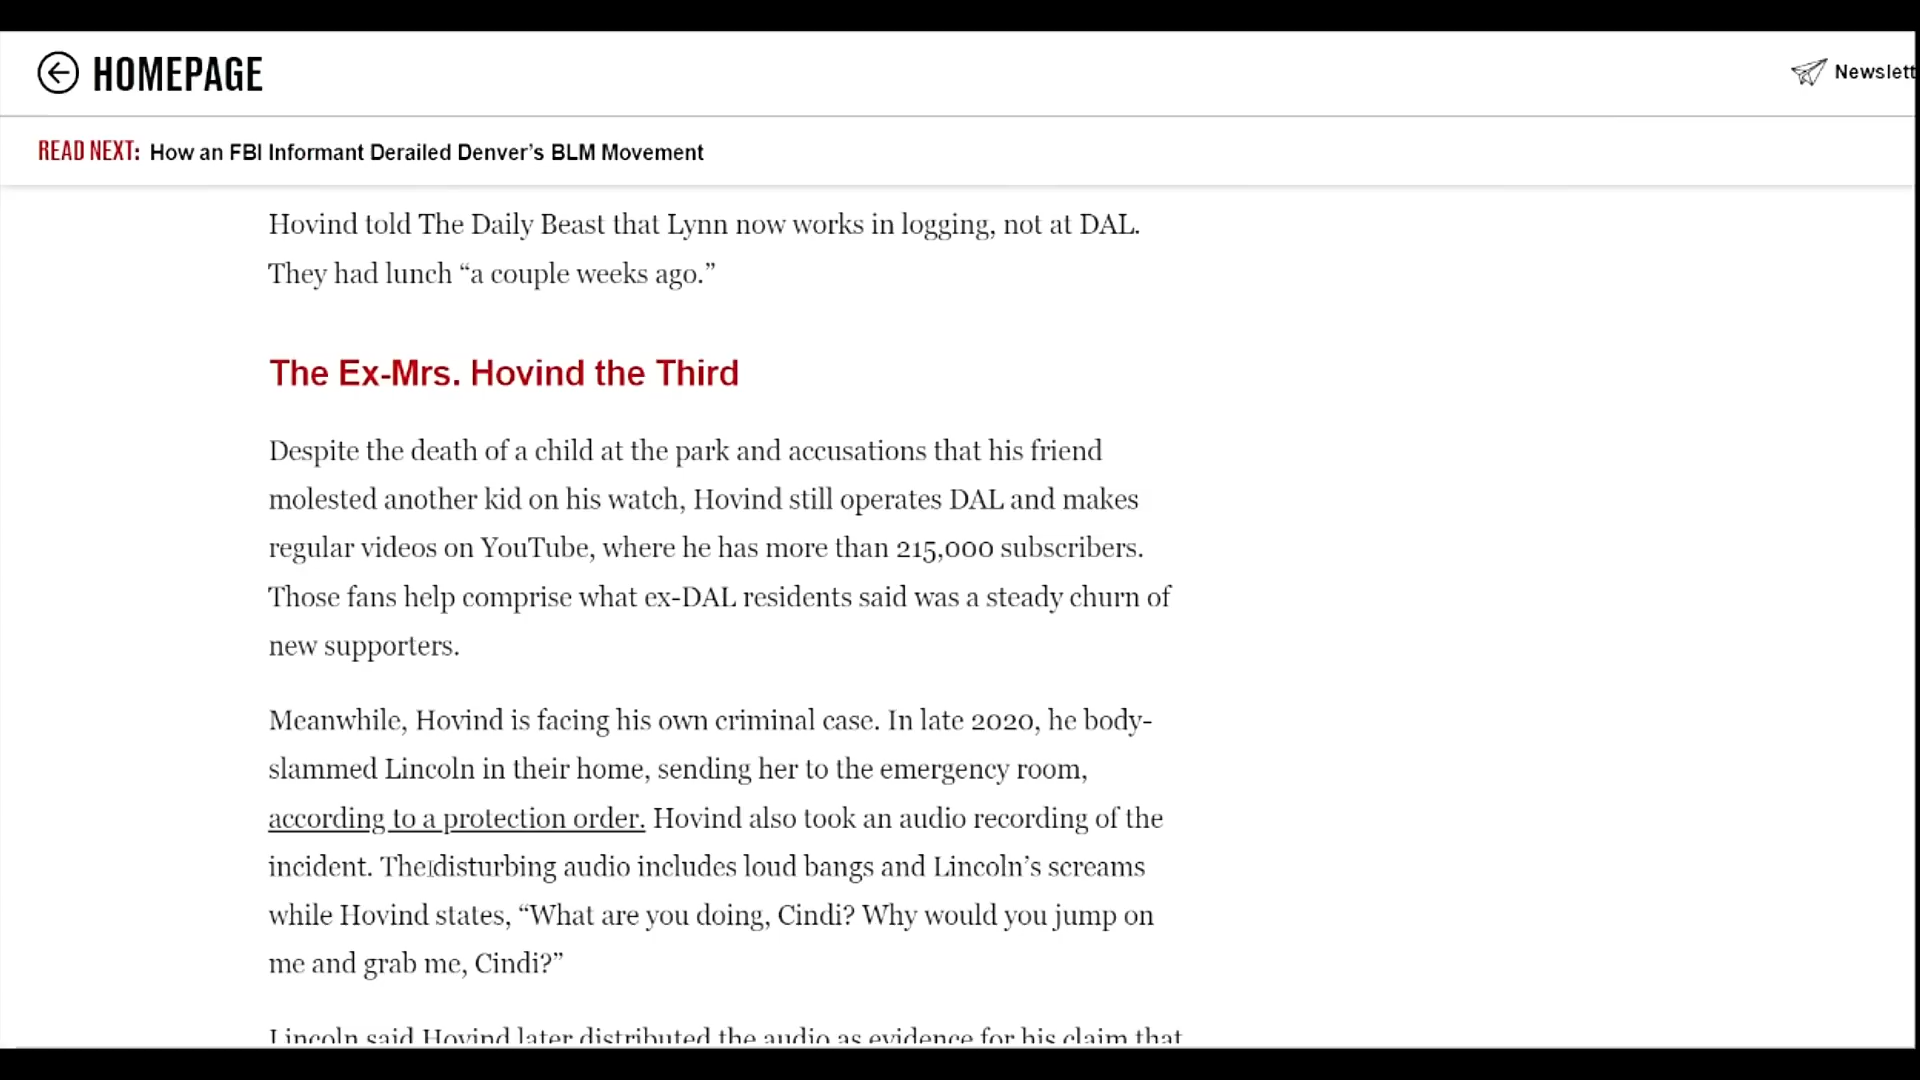 HOMEPAGE
Newslett
READ NEXT: How an FBI Informant Derailed Denver’s BLM Movement
Hovind told The Daily Beast that Lynn now works in logging, not at DAL.
They had lunch “a couple weeks ago.”
The Ex-Mrs. Hovind the Third
Despite the death of a child at the park and accusations that his friend
molested another kid on his watch, Hovind still operates DAL and makes
regular videos on YouTube, where he has more than 215,000 subscribers.
Those fans help comprise what ex-DAL residents said was a steady churn of
new supporters.
Meanwhile, Hovind is facing his own criminal case. In late 2020, he body-
slammed Lincoln in their home, sending her to the emergency room,
according to a protection order. Hovind also took an audio recording of the
incident. The disturbing audio includes loud bangs and Lincoln’s screams
while Hovind states, “What are you doing, Cindi? Why would you jump on
me and grab me, Cindi?”
Lincoln said Hovind later distributed the audio as evidence for his claim that